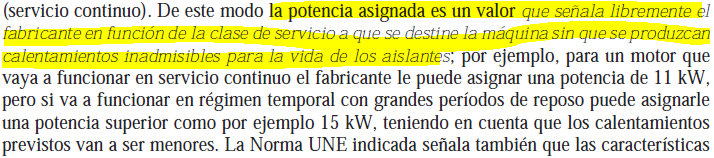 (servicio continuo). De este modo la potencia asignada es un valor que señala libremente el
fabricante en función de la clase de servicio a que se destine la máquina sin que se produzcan
calentamientos inadmisibles para la vida de los aislantes; por ejemplo, para un motor que
vaya a funcionar en servicio continuo el fabricante le puede asignar una potencia de 11 kW,
pero si va a funcionar en régimen temporal con grandes períodos de reposo puede asignarle
una potencia superior como por ejemplo 15 kW, teniendo en cuenta que los calentamientos
previstos van a ser menores. La Norma UNE indicada señala también que las características